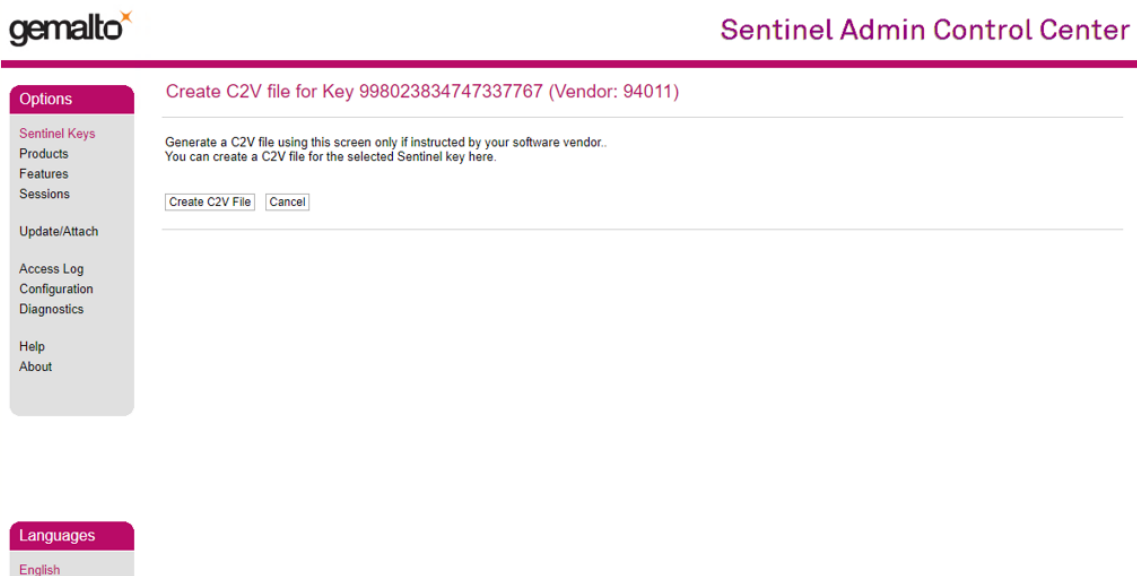 gemalto
Sentinel Admin Control Center
Options
Sentinel Keys
Products
Features
Sessions
Update/Attach
Access Log
Configuration
Diagnostics
Help
About
Create C2V file for Key 998023834747337767 (Vendor: 94011)
Generate a C2V file using this screen only if instructed by your software vendor..
You can create a C2V file for the selected Sentinel key here.
Create C2V File Cancel
Languages
English